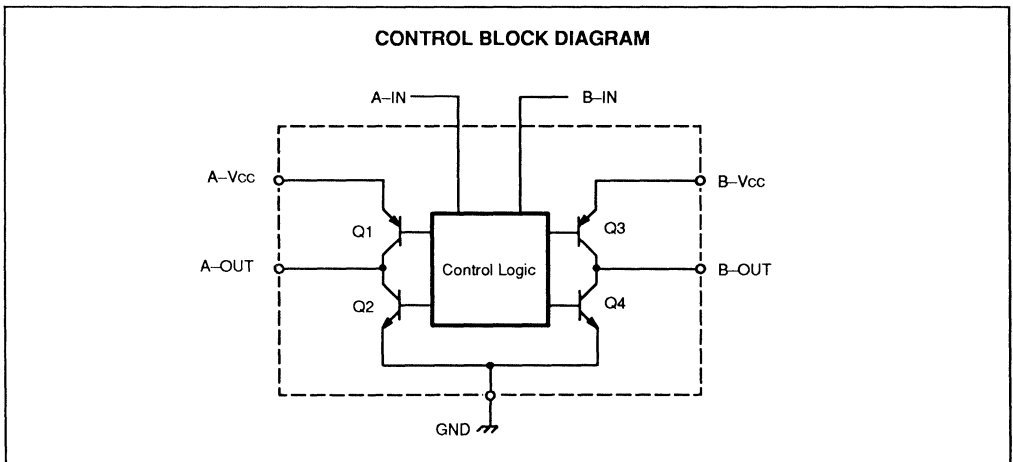 CONTROL BLOCK DIAGRAM
A–IN
B–IN
A–Vcc
B–Vcc
Q1
Q3
A–OUT
Control Logic
B–OUT
Q2
Q4
GND